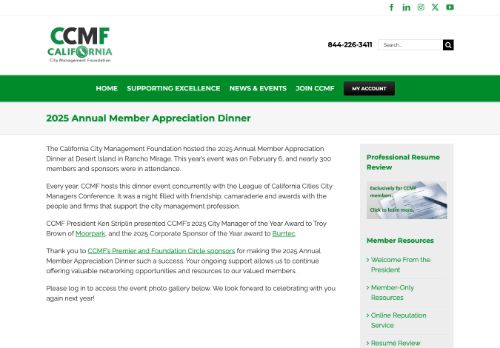 CCMF
CALIFORNIA
City Management Foundation
844-226-3411
Search...
HOME
SUPPORTING EXCELLENCE
NEWS & EVENTS
JOIN CCMF
MY ACCOUNT
2025 Annual Member Appreciation Dinner
The California City Management Foundation hosted the 2025 Annual Member Appreciation
Dinner at Desert Island in Rancho Mirage. This year's event was on February 6, and nearly 300
members and sponsors were in attendance.
Every year, CCMF hosts this dinner event concurrently with the League of California Cities City
Managers Conference. It was a night filled with friendship, camaraderie and awards with the
people and firms that support the city management profession.
CCMF President Ken Striplin presented CCMF's 2025 City Manager of the Year Award to Troy
Brown of Moorpark, and the 2025 Corporate Sponsor of the Year award to Burrtec.
Thank you to CCMF's Premier and Foundation Circle sponsors for making the 2025 Annual
Member Appreciation Dinner such a success. Your ongoing support allows us to continue
offering valuable networking opportunities and resources to our valued members.
Please log in to access the event photo gallery below. We look forward to celebrating with you
again next year!
Professional Resume
Review
Exclusively for CCMF
members.
Click to learn more.
Member Resources
Welcome From the
President
Member-Only
Resources
Online Reputation
Service
Resume Review